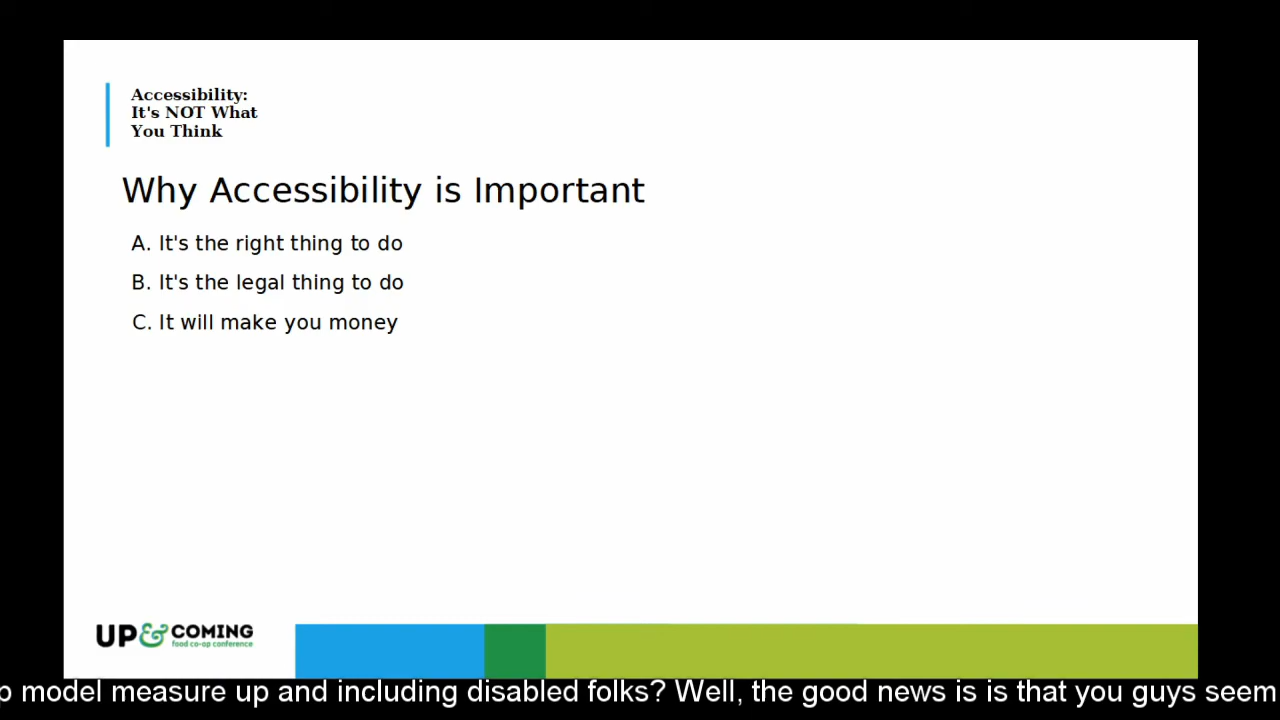 Accessibility:
It's NOT What
You Think
Why Accessibility is Important
A. It's the right thing to do
B. It's the legal thing to do
C. It will make you money
UP & COMING
food co-op conference
p model measure up and including disabled folks? Well, the good news is is that you guys seem